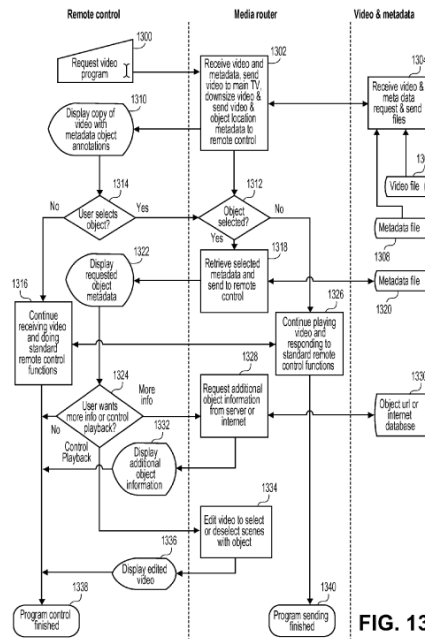 Remote control
Media router
Video & metadata
1300
Request video
program
1302
Receive video and
metadata, send
video to main TV,
downsize video &
send video &
object location
metadata to
remote control
1304
Receive video &
meta data
request & send
files
1310
Display copy of
video with
metadata object
annotations
Video file
1314
User selects
object?
No
Yes
1312
Object
selected?
No
Yes
Metadata file
1308
1322
Display
requested
object
metadata
1318
Retrieve selected
metadata and
send to remote
control
Metadata file
1320
1316
Continue
receiving video
and doing
standard
remote control
functions
1326
Continue playing
video and
responding to
standard remote
control functions
1324
User wants
more info or control
playback?
More
info
No
Control
Playback
1328
Request additional
object information
from server or
internet
1330
Object url or
internet
database
1332
Display
additional
object
information
1334
Edit video to select
or deselect scenes
with object
1336
Display edited
video
1338
Program control
finished
1340
Program sending
finished
FIG. 13